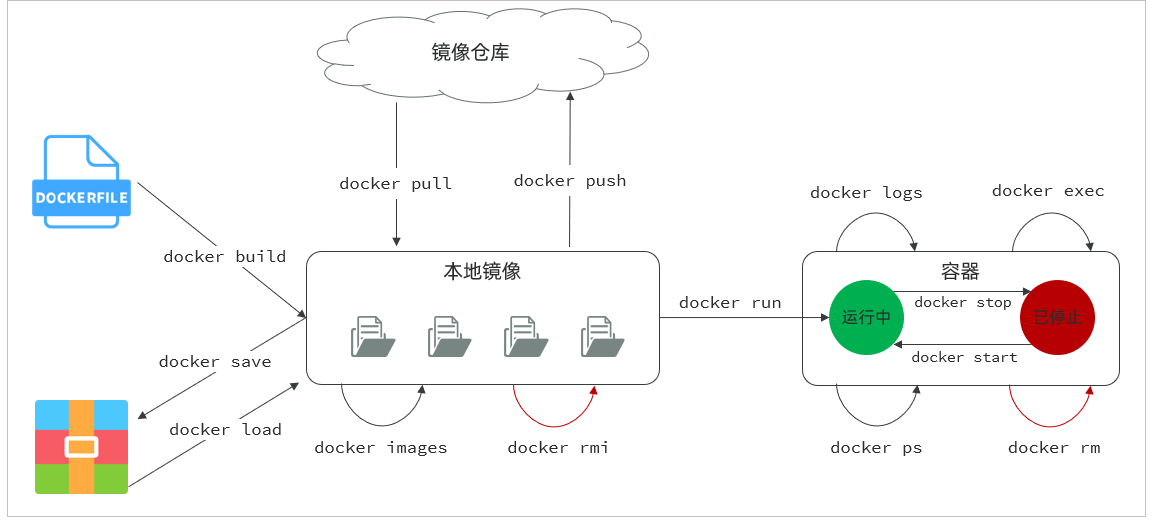 镜像仓库
DOCKERFILE
docker pull
docker push
docker logs
docker exec
docker build
本地镜像
容器
docker run
运行中
docker stop
已停止
docker start
docker save
docker load
docker images
docker rmi
docker ps
docker rm